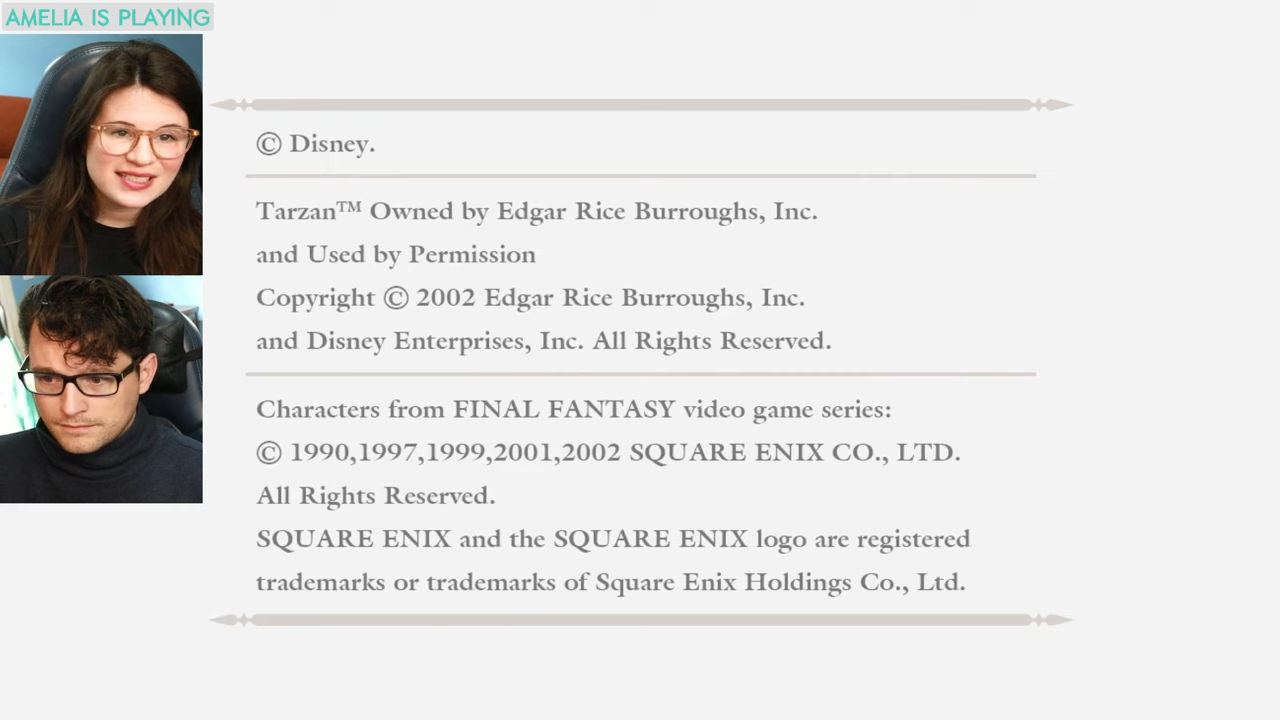 AMELIA IS PLAYING
© Disney.
Tarzan™ Owned by Edgar Rice Burroughs, Inc.
and Used by Permission
Copyright © 2002 Edgar Rice Burroughs, Inc.
and Disney Enterprises, Inc. All Rights Reserved.
Characters from FINAL FANTASY video game series:
© 1990,1997,1999,2001,2002 SQUARE ENIX CO., LTD.
All Rights Reserved.
SQUARE ENIX and the SQUARE ENIX logo are registered
trademarks or trademarks of Square Enix Holdings Co., Ltd.